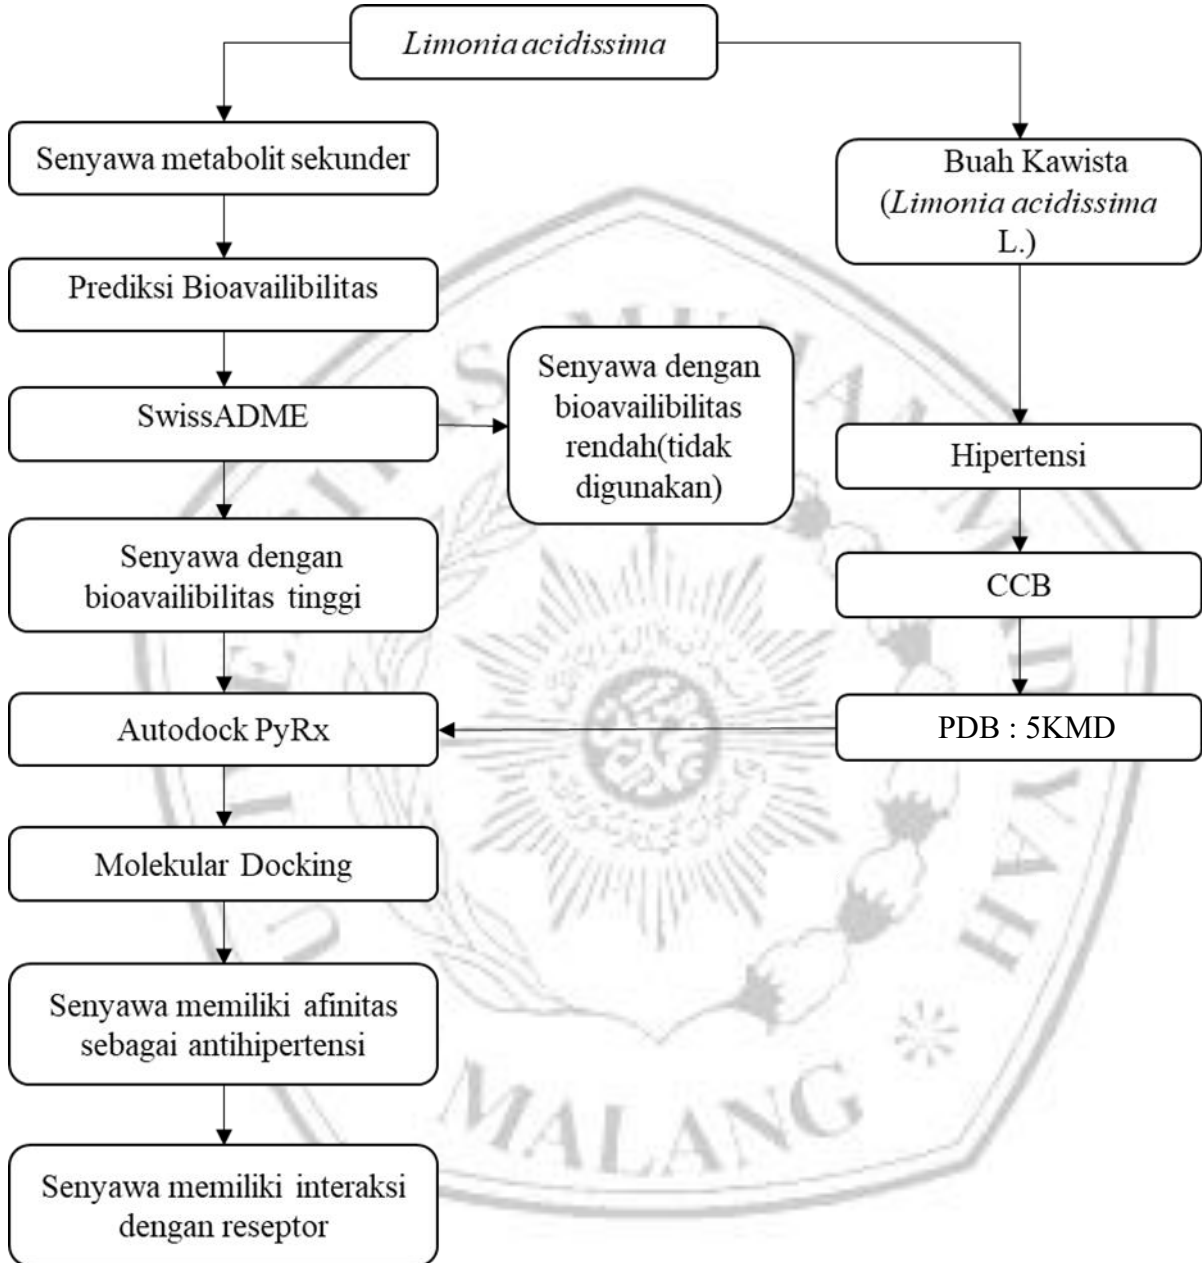 Limonia acidissima
Senyawa metabolit sekunder
Prediksi Bioavailibilitas
SwissADME
Senyawa dengan
bioavailibilitas
rendah(tidak
digunakan)
Senyawa dengan
bioavailibilitas tinggi
Autodock PyRx
Molekular Docking
Senyawa memiliki afinitas
sebagai antihipertensi
Senyawa memiliki interaksi
dengan reseptor
Buah Kawista
(Limonia acidissima
L.)
Hipertensi
CCB
PDB : 5KMD
MALANG